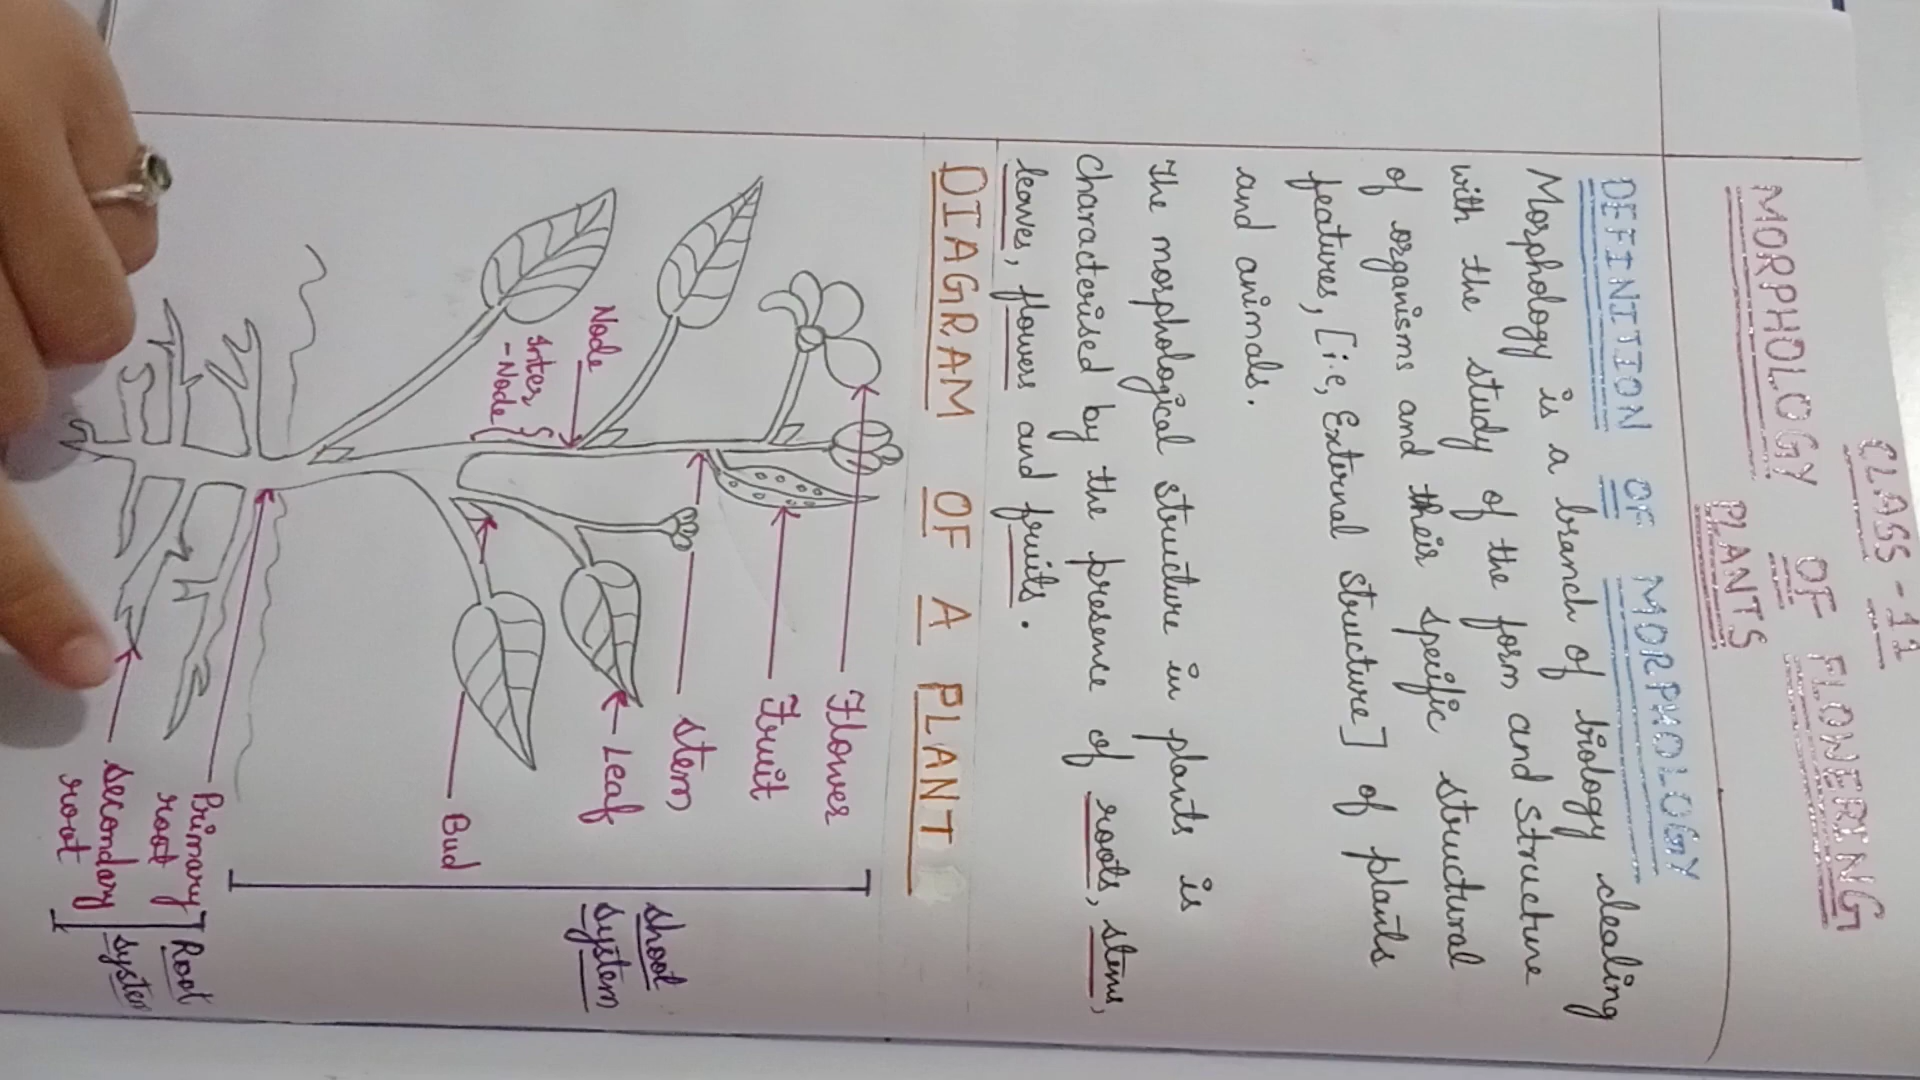 CLASS - 11
MORPHOLOGY OF FLOWERING
PLANTS
DEFINITION OF MORPHOLOGY
Morphology is a branch of biology dealing
with the study of the form and structure
of organisms and their specific structural
features, [i.e, External structure] of plants
and animals.
The morphological structure in plants is
characterised by the presence of roots, stems,
leaves, flowers and fruits.
DIAGRAM OF A PLANT
Flower
Fruit
stem
Leaf
Node
Inter
-Node
Bud
shoot
system
Primary
root
secondary
root
Root
system